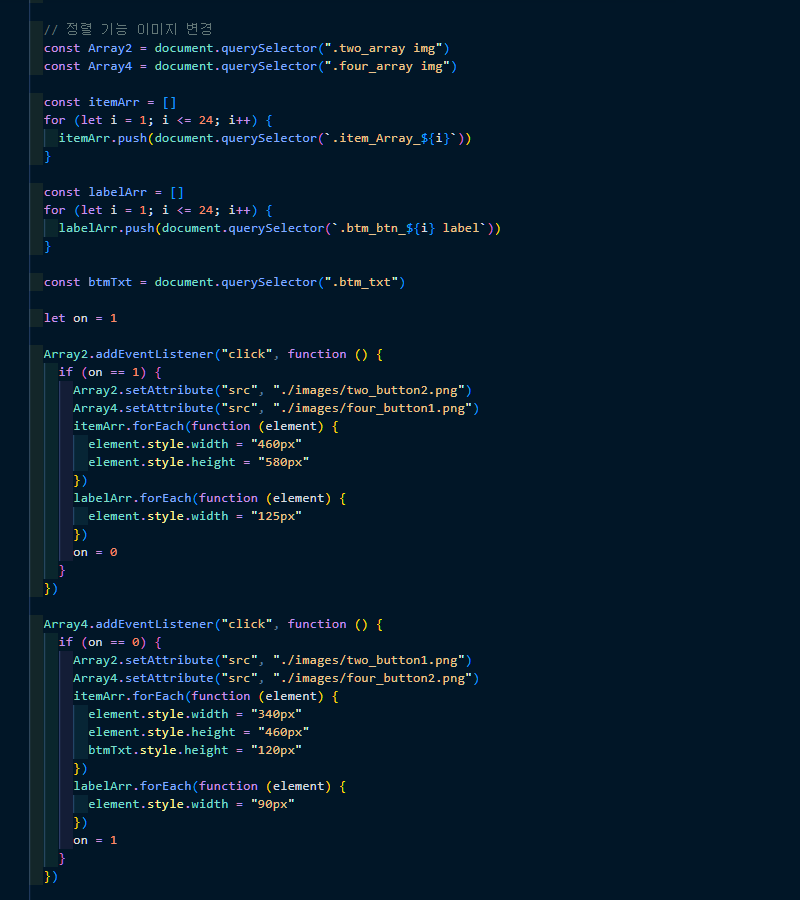 // 정렬 기능 이미지 변경
const Array2 = document.querySelector(".two_array img")
const Array4 = document.querySelector(".four_array img")
const itemArr = []
for (let i = 1; i <= 24; i++) {
itemArr.push(document.querySelector(`.item_Array_${i}`))
}
const labelArr = []
for (let i = 1; i <= 24; i++) {
labelArr.push(document.querySelector(`.btm_btn_${i} label`))
}
const btmTxt = document.querySelector(".btm_txt")
let on = 1
Array2.addEventListener("click", function () {
if (on == 1) {
Array2.setAttribute("src", "./images/two_button2.png")
Array4.setAttribute("src", "./images/four_button1.png")
itemArr.forEach(function (element) {
element.style.width = "460px"
element.style.height = "580px"
})
labelArr.forEach(function (element) {
element.style.width = "125px"
})
on = 0
}
})
Array4.addEventListener("click", function () {
if (on == 0) {
Array2.setAttribute("src", "./images/two_button1.png")
Array4.setAttribute("src", "./images/four_button2.png")
itemArr.forEach(function (element) {
element.style.width = "340px"
element.style.height = "460px"
btmTxt.style.height = "120px"
})
labelArr.forEach(function (element) {
element.style.width = "90px"
})
on = 1
}
})